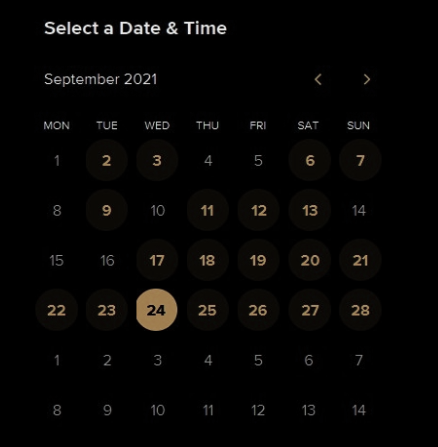 Select a Date & Time
September 2021
MON TUE WED THU FRI SAT SUN
1 2 3 4 5 6 7
8 9 10 11 12 13 14
15 16 17 18 19 20 21
22 23 24 25 26 27 28
1 2 3 4 5 6 7
8 9 10 11 12 13 14